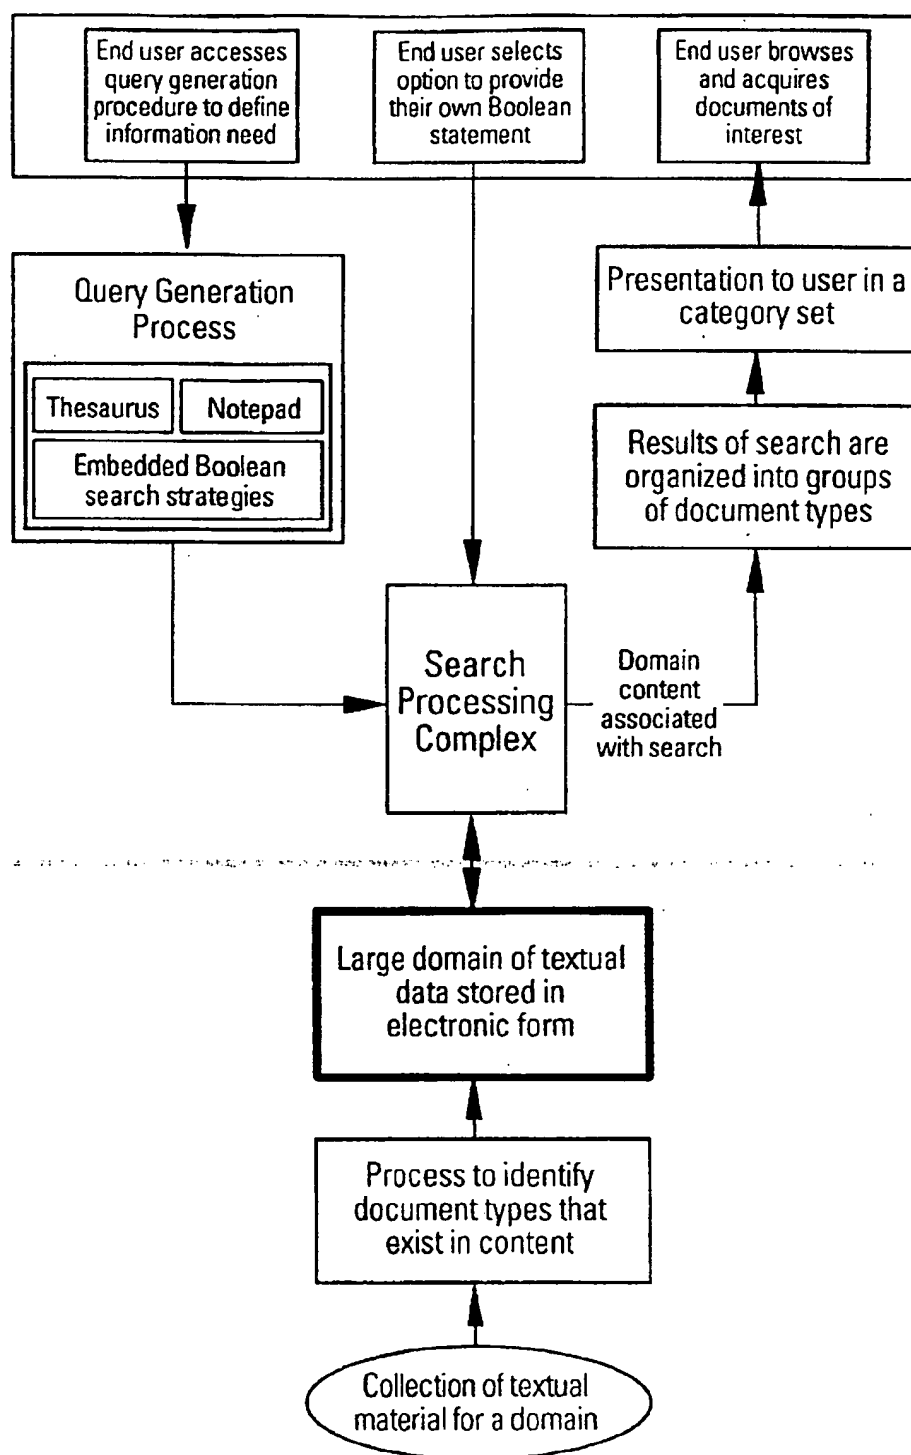 End user accesses
query generation
procedure to define
information need
End user selects
option to provide
their own Boolean
statement
End user browses
and acquires
documents of
interest
Query Generation
Process
Thesaurus
Notepad
Embedded Boolean
search strategies
Presentation to user in a
category set
Results of search are
organized into groups
of document types
Search
Processing
Complex
Domain
content
associated
with search
Large domain of textual
data stored in
electronic form
Process to identify
document types that
exist in content
Collection of textual
material for a domain